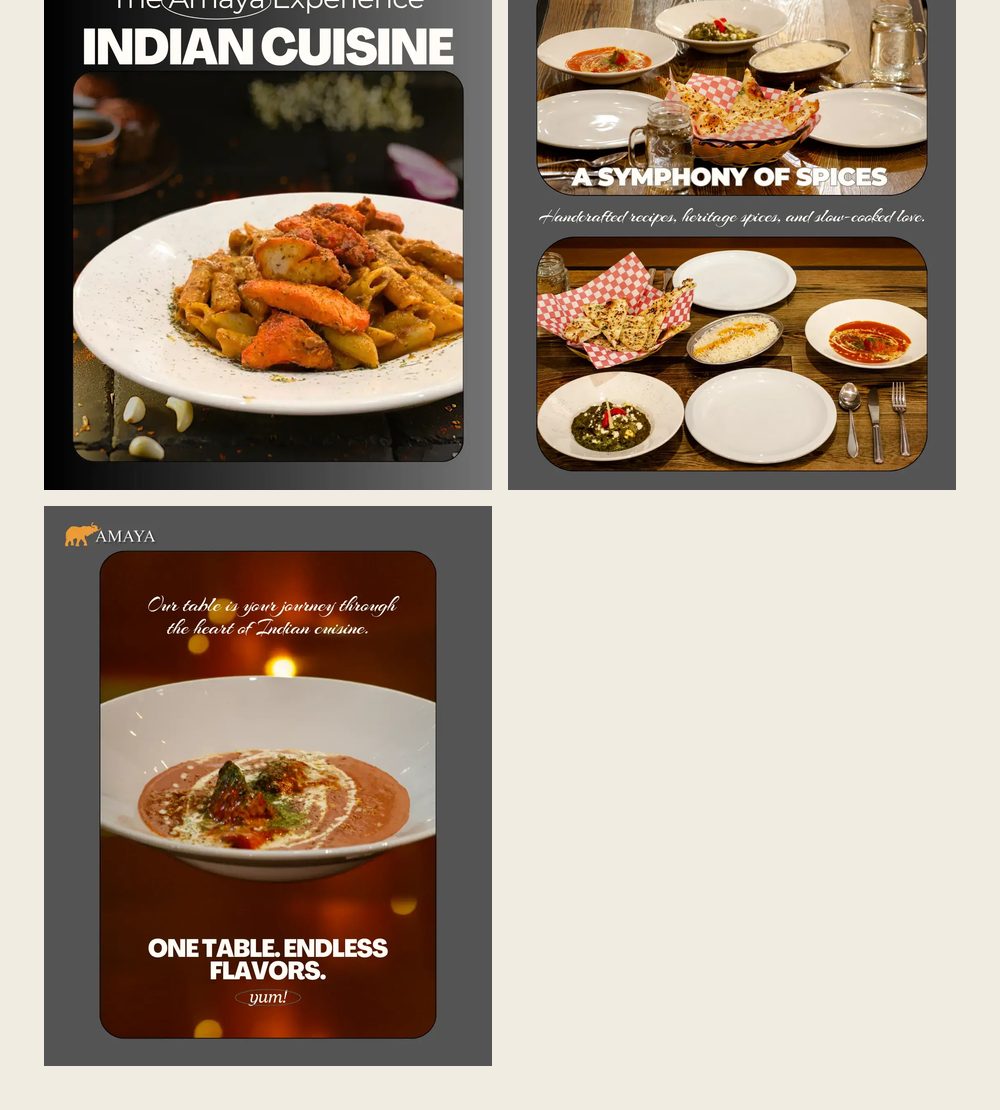 The Amaya Experience
INDIAN CUISINE
A SYMPHONY OF SPICES
Handcrafted recipes, heritage spices, and slow-cooked love.
AMAYA
Our table is your journey through
the heart of Indian cuisine.
ONE TABLE. ENDLESS
FLAVORS.
yum!